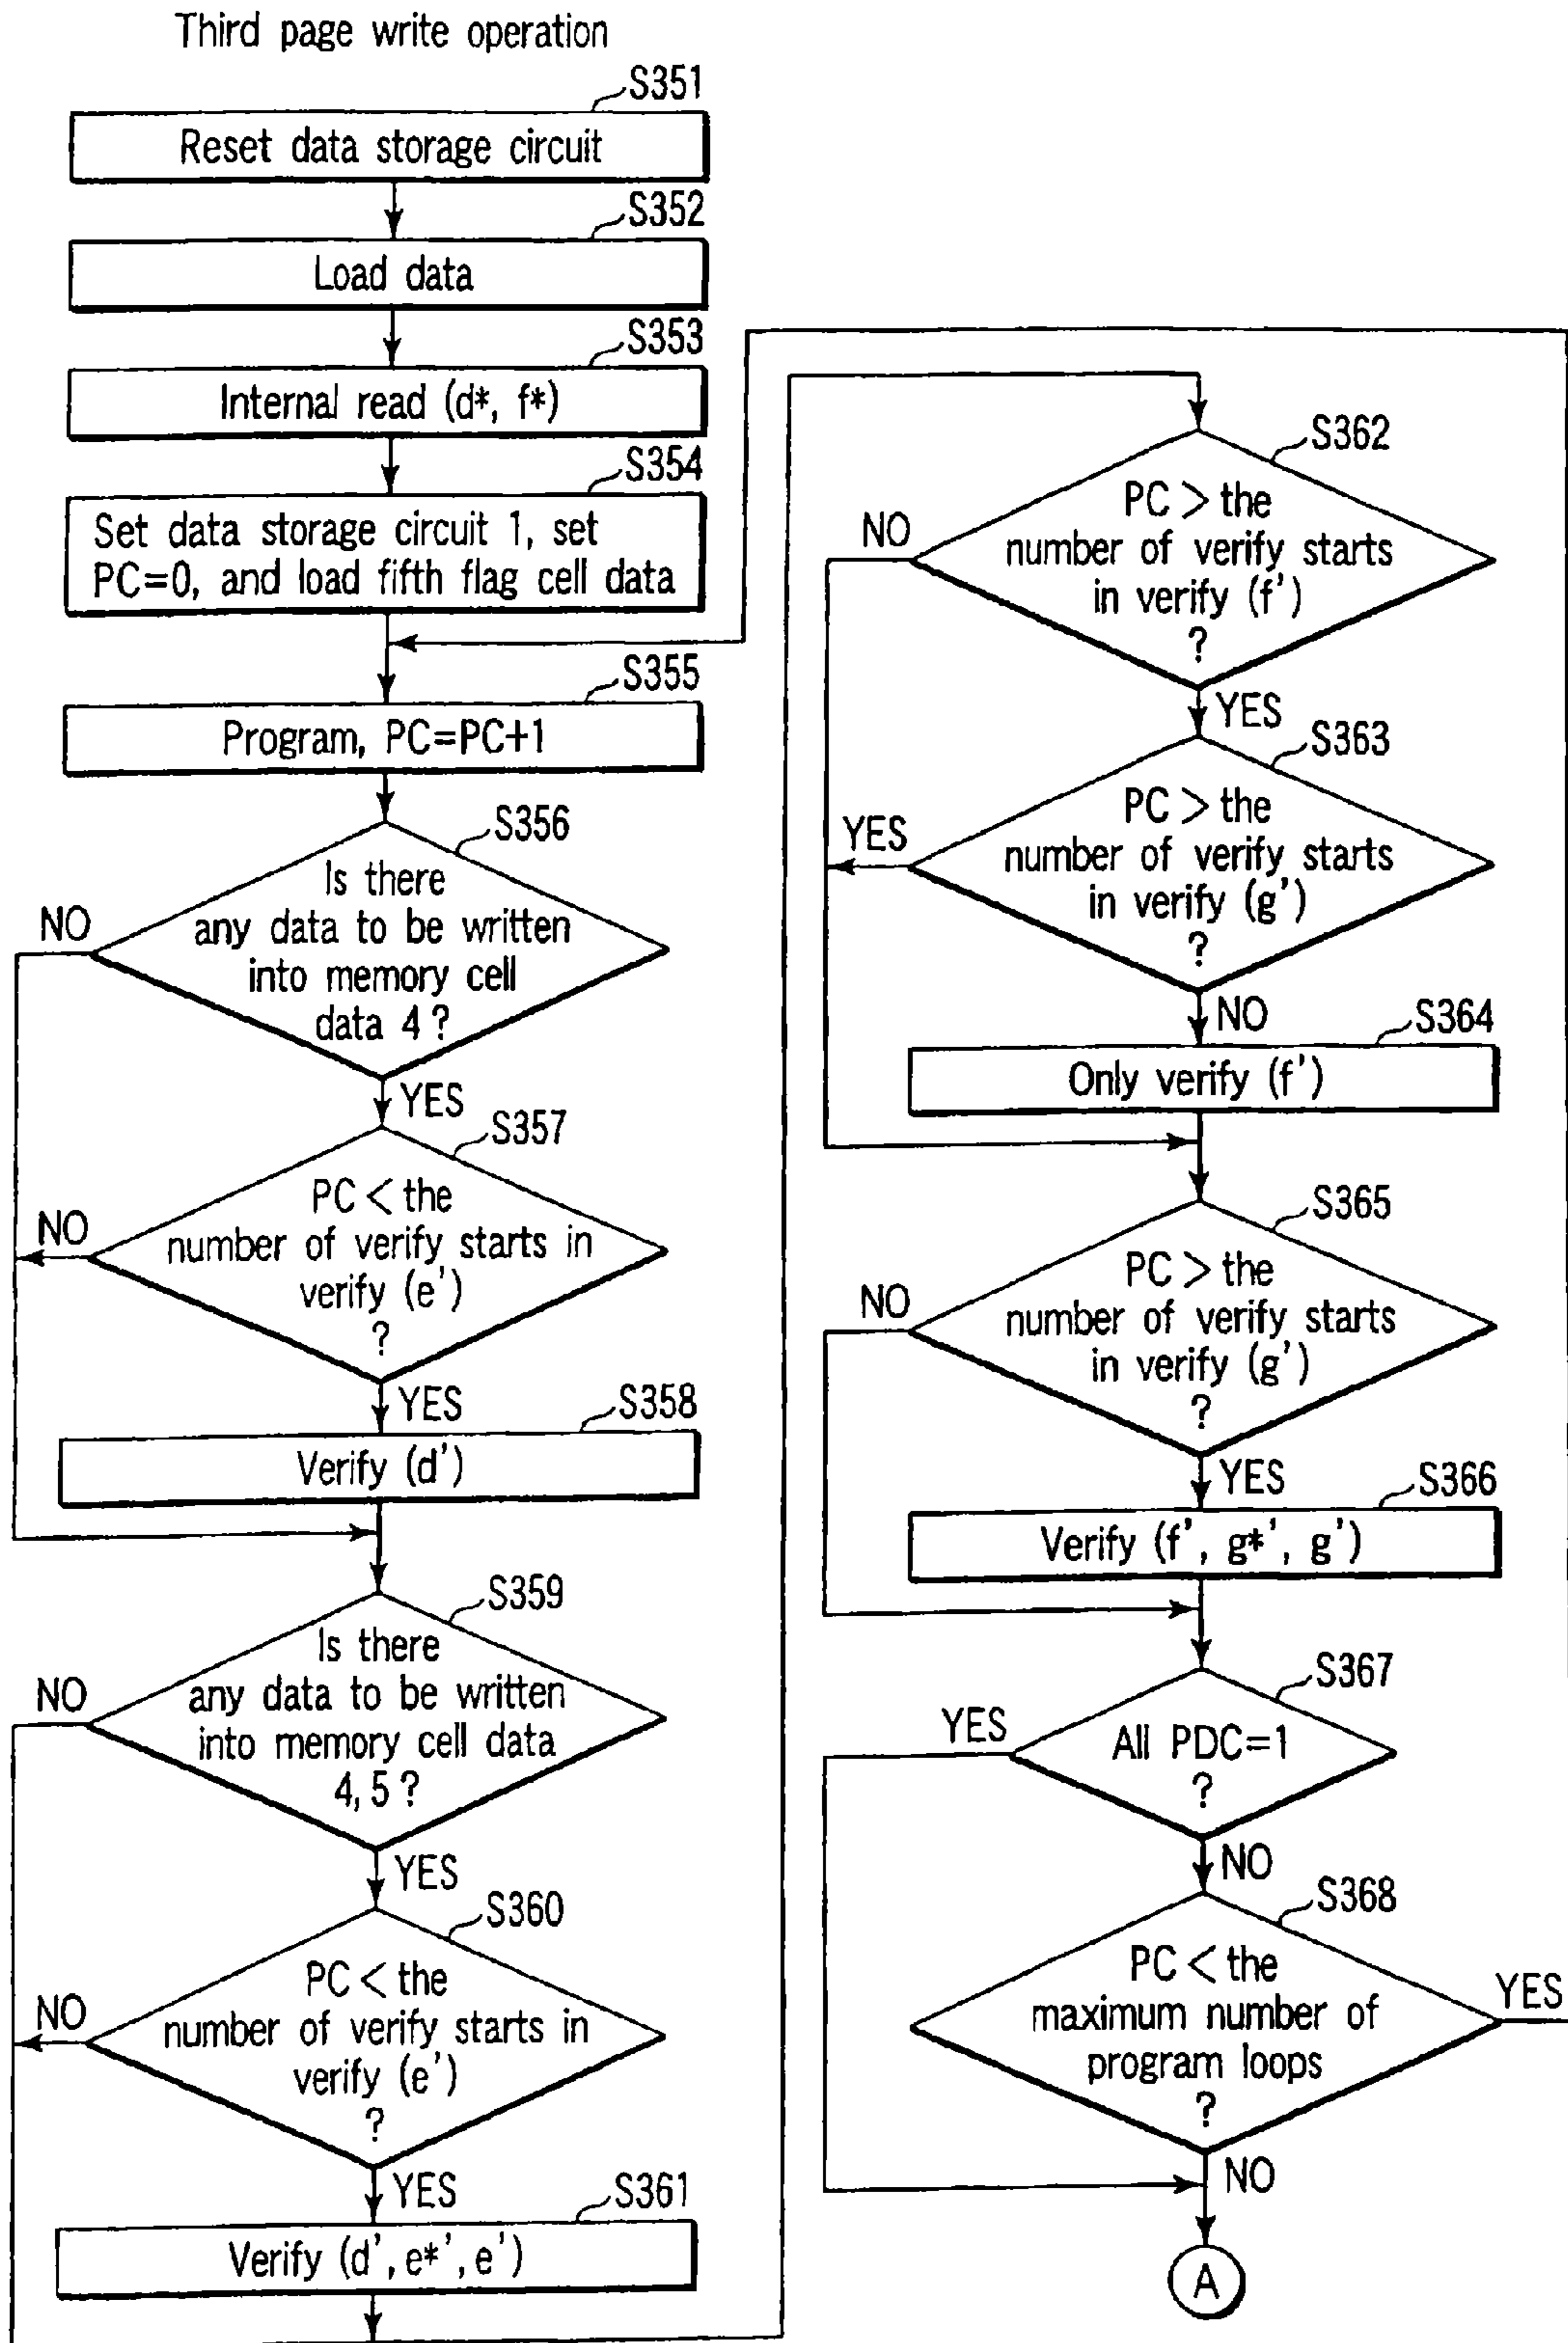 Third page write operation
S351
Reset data storage circuit
S352
Load data
S353
Internal read (d*, f*)
S354
Set data storage circuit 1, set
PC=0, and load fifth flag cell data
S355
Program, PC=PC+1
S356
Is there
any data to be written
into memory cell
data 4 ?
NO
YES
S357
PC < the
number of verify starts in
verify (e')
?
NO
YES
S358
Verify (d')
S359
Is there
any data to be written
into memory cell data
4, 5 ?
NO
YES
S360
PC < the
number of verify starts in
verify (e')
?
NO
YES
S361
Verify (d', e*', e')
S362
PC > the
number of verify starts
in verify (f')
?
NO
YES
S363
PC > the
number of verify starts
in verify (g')
?
YES
NO
S364
Only verify (f')
S365
PC > the
number of verify starts
in verify (g')
?
NO
YES
S366
Verify (f', g*', g')
S367
All PDC=1
?
YES
NO
S368
PC < the
maximum number of
program loops
?
YES
NO
A